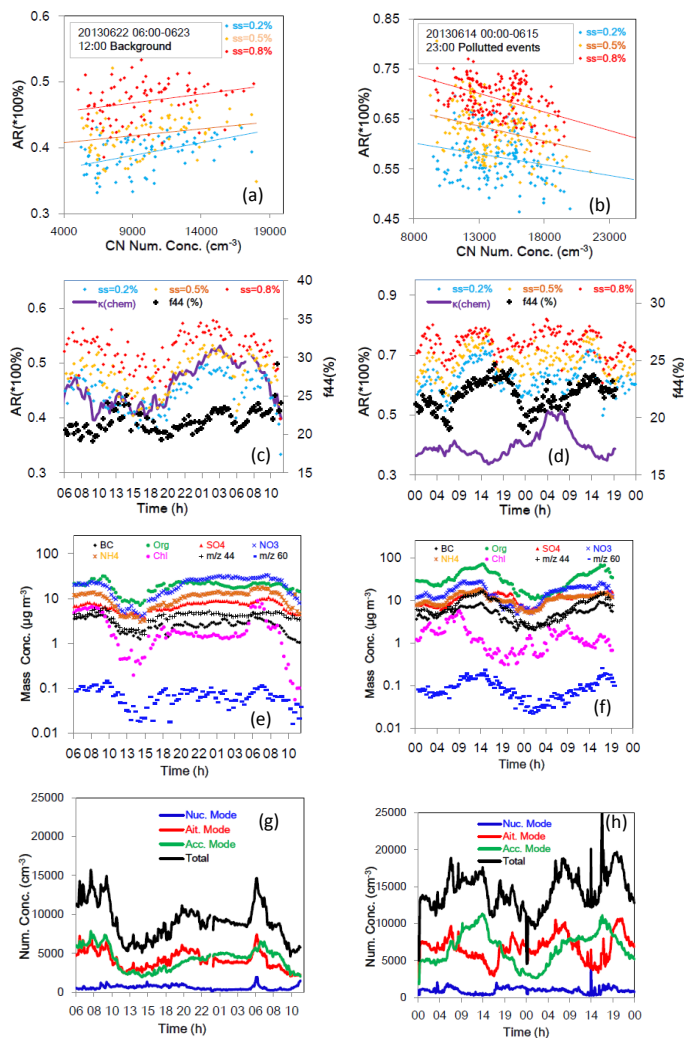 20130622 06:00-0623
12:00 Background
ss=0.2%
ss=0.5%
ss=0.8%
0.6
0.5
0.4
0.3
AR(*100%)
4000 9000 14000 19000
CN Num. Conc. (cm-3)
(a)
20130614 00:00-0615
23:00 Pollutted events
ss=0.2%
ss=0.5%
ss=0.8%
0.85
0.75
0.65
0.55
0.45
AR(*100%)
8000 13000 18000 23000
CN Num. Conc. (cm-3)
(b)
ss=0.2% ss=0.5% ss=0.8%
κ(chem) f44 (%)
0.6
0.5
0.4
0.3
AR(*100%)
40
35
30
25
20
15
f44(%)
06 08 10 13 15 18 20 22 01 03 06 08 10
Time (h)
(c)
ss=0.2% ss=0.5% ss=0.8%
κ(chem) f44 (%)
0.9
0.7
0.5
0.3
AR(*100%)
30
25
20
15
f44(%)
00 04 09 14 19 00 04 09 14 19 00
Time (h)
(d)
BC Org SO4 NO3
NH4 Chl m/z 44 m/z 60
100
10
1
0.1
0.01
Mass Conc. (μg m-3)
06 08 10 13 15 18 20 22 01 03 06 08 10
Time (h)
(e)
BC Org SO4 NO3
NH4 Chl m/z 44 m/z 60
100
10
1
0.1
0.01
Mass Conc. (μg m-3)
00 04 09 14 19 00 04 09 14 19 00
Time (h)
(f)
Nuc. Mode
Ait. Mode
Acc. Mode
Total
(g)
25000
20000
15000
10000
5000
0
Num. Conc. (cm-3)
06 08 10 13 15 18 20 22 01 03 06 08 10
Time (h)
Nuc. Mode
Ait. Mode
Acc. Mode
Total
(h)
25000
20000
15000
10000
5000
0
Num. Conc. (cm-3)
00 04 09 14 19 00 04 09 14 19 00
Time (h)